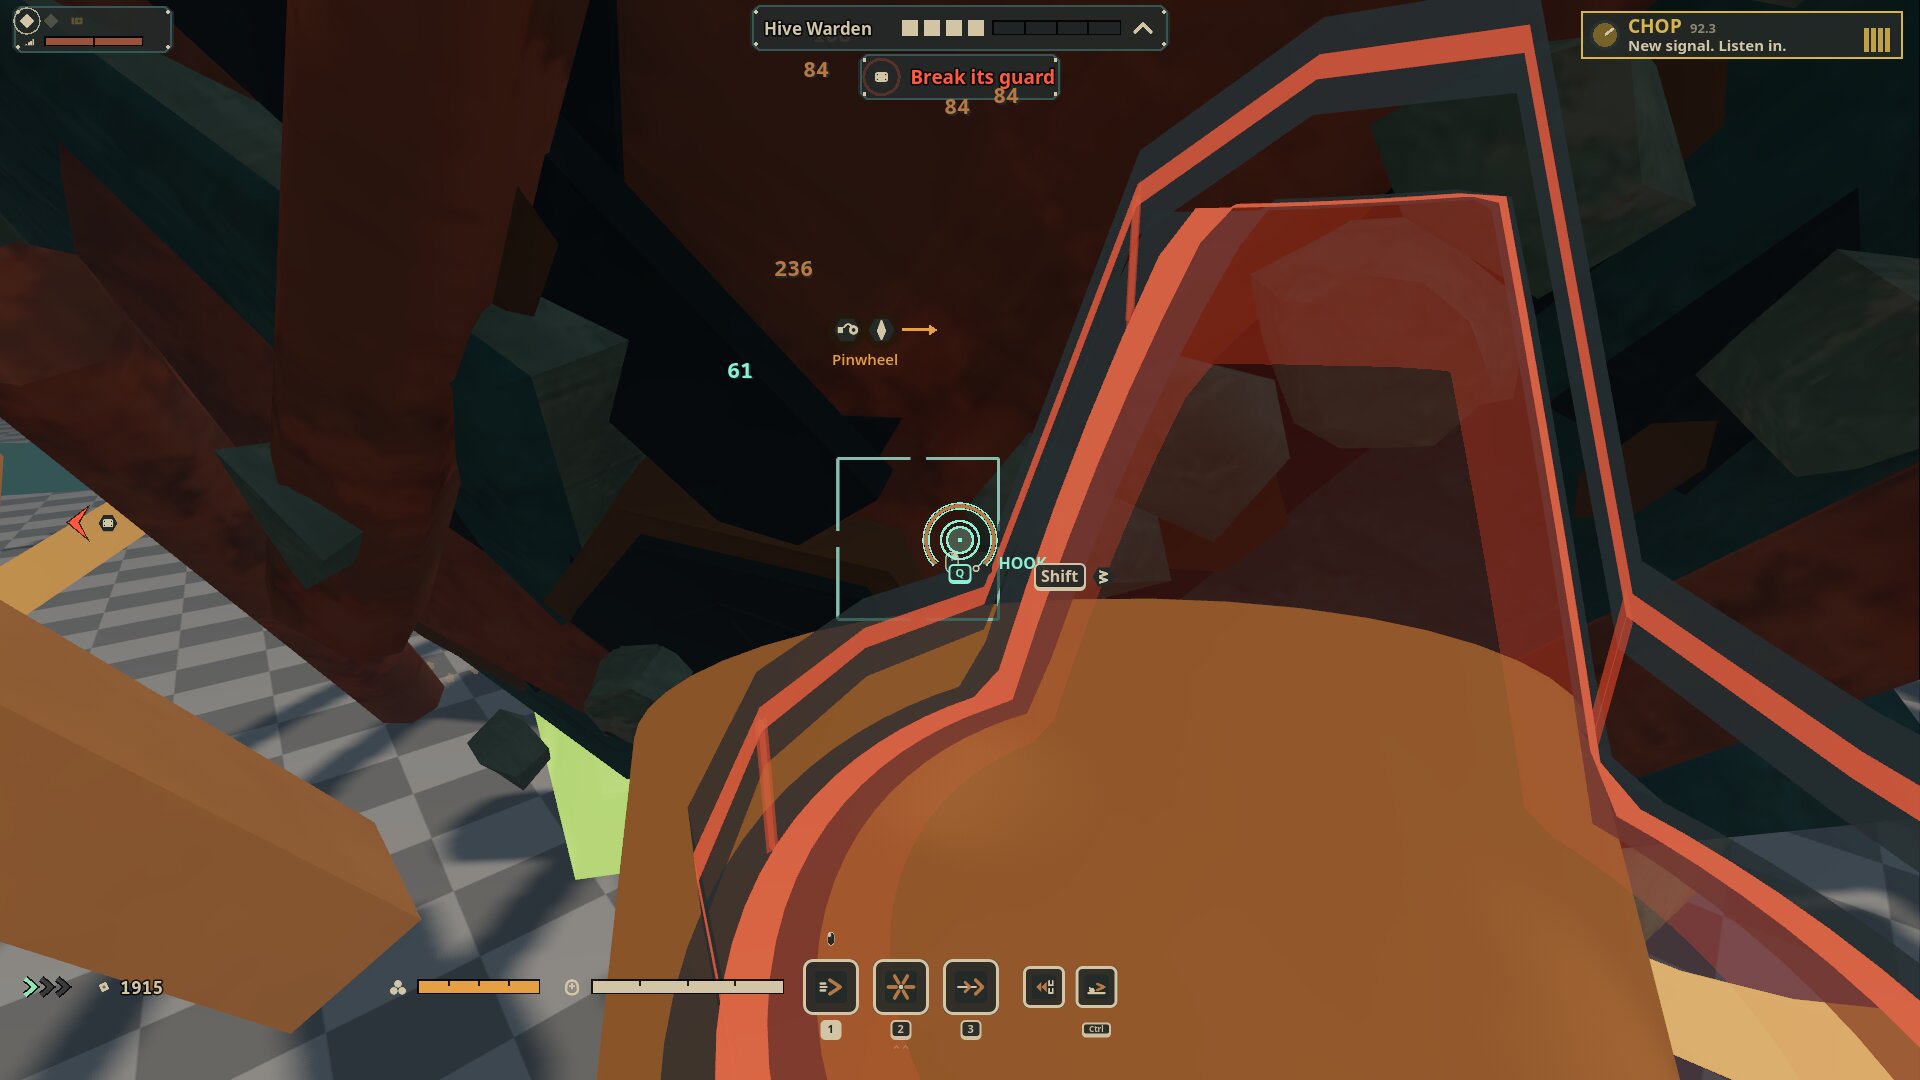 Hive Warden
CHOP 92.3
New signal. Listen in.
Break its guard
84
84
84
236
Pinwheel
61
HOOK
Q
Shift
1915
1
2
3
Ctrl